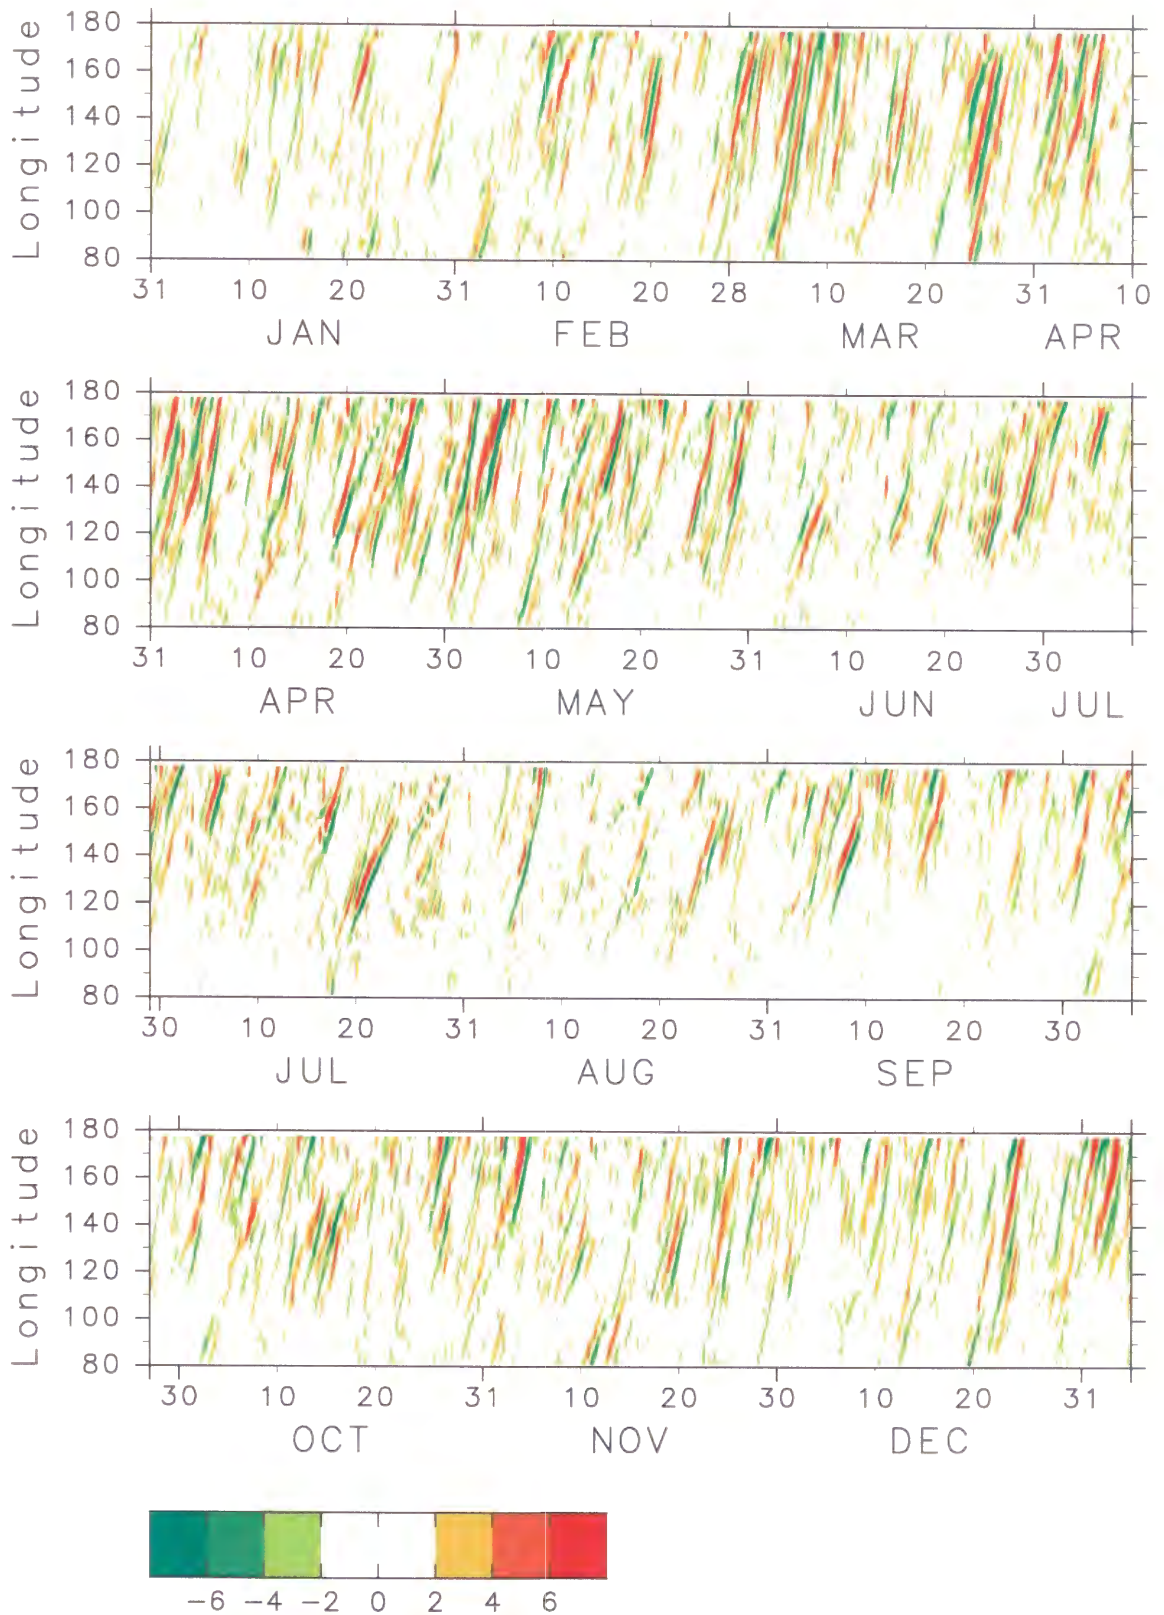 180
160
140
120
100
80
Longitude
31 10 20 31 10 20 28 10 20 31 10
JAN FEB MAR APR
180
160
140
120
100
80
Longitude
31 10 20 30 10 20 31 10 20 30
APR MAY JUN JUL
180
160
140
120
100
80
Longitude
30 10 20 31 10 20 31 10 20 30
JUL AUG SEP
180
160
140
120
100
80
Longitude
30 10 20 31 10 20 30 10 20 31
OCT NOV DEC
-6 -4 -2 0 2 4 6